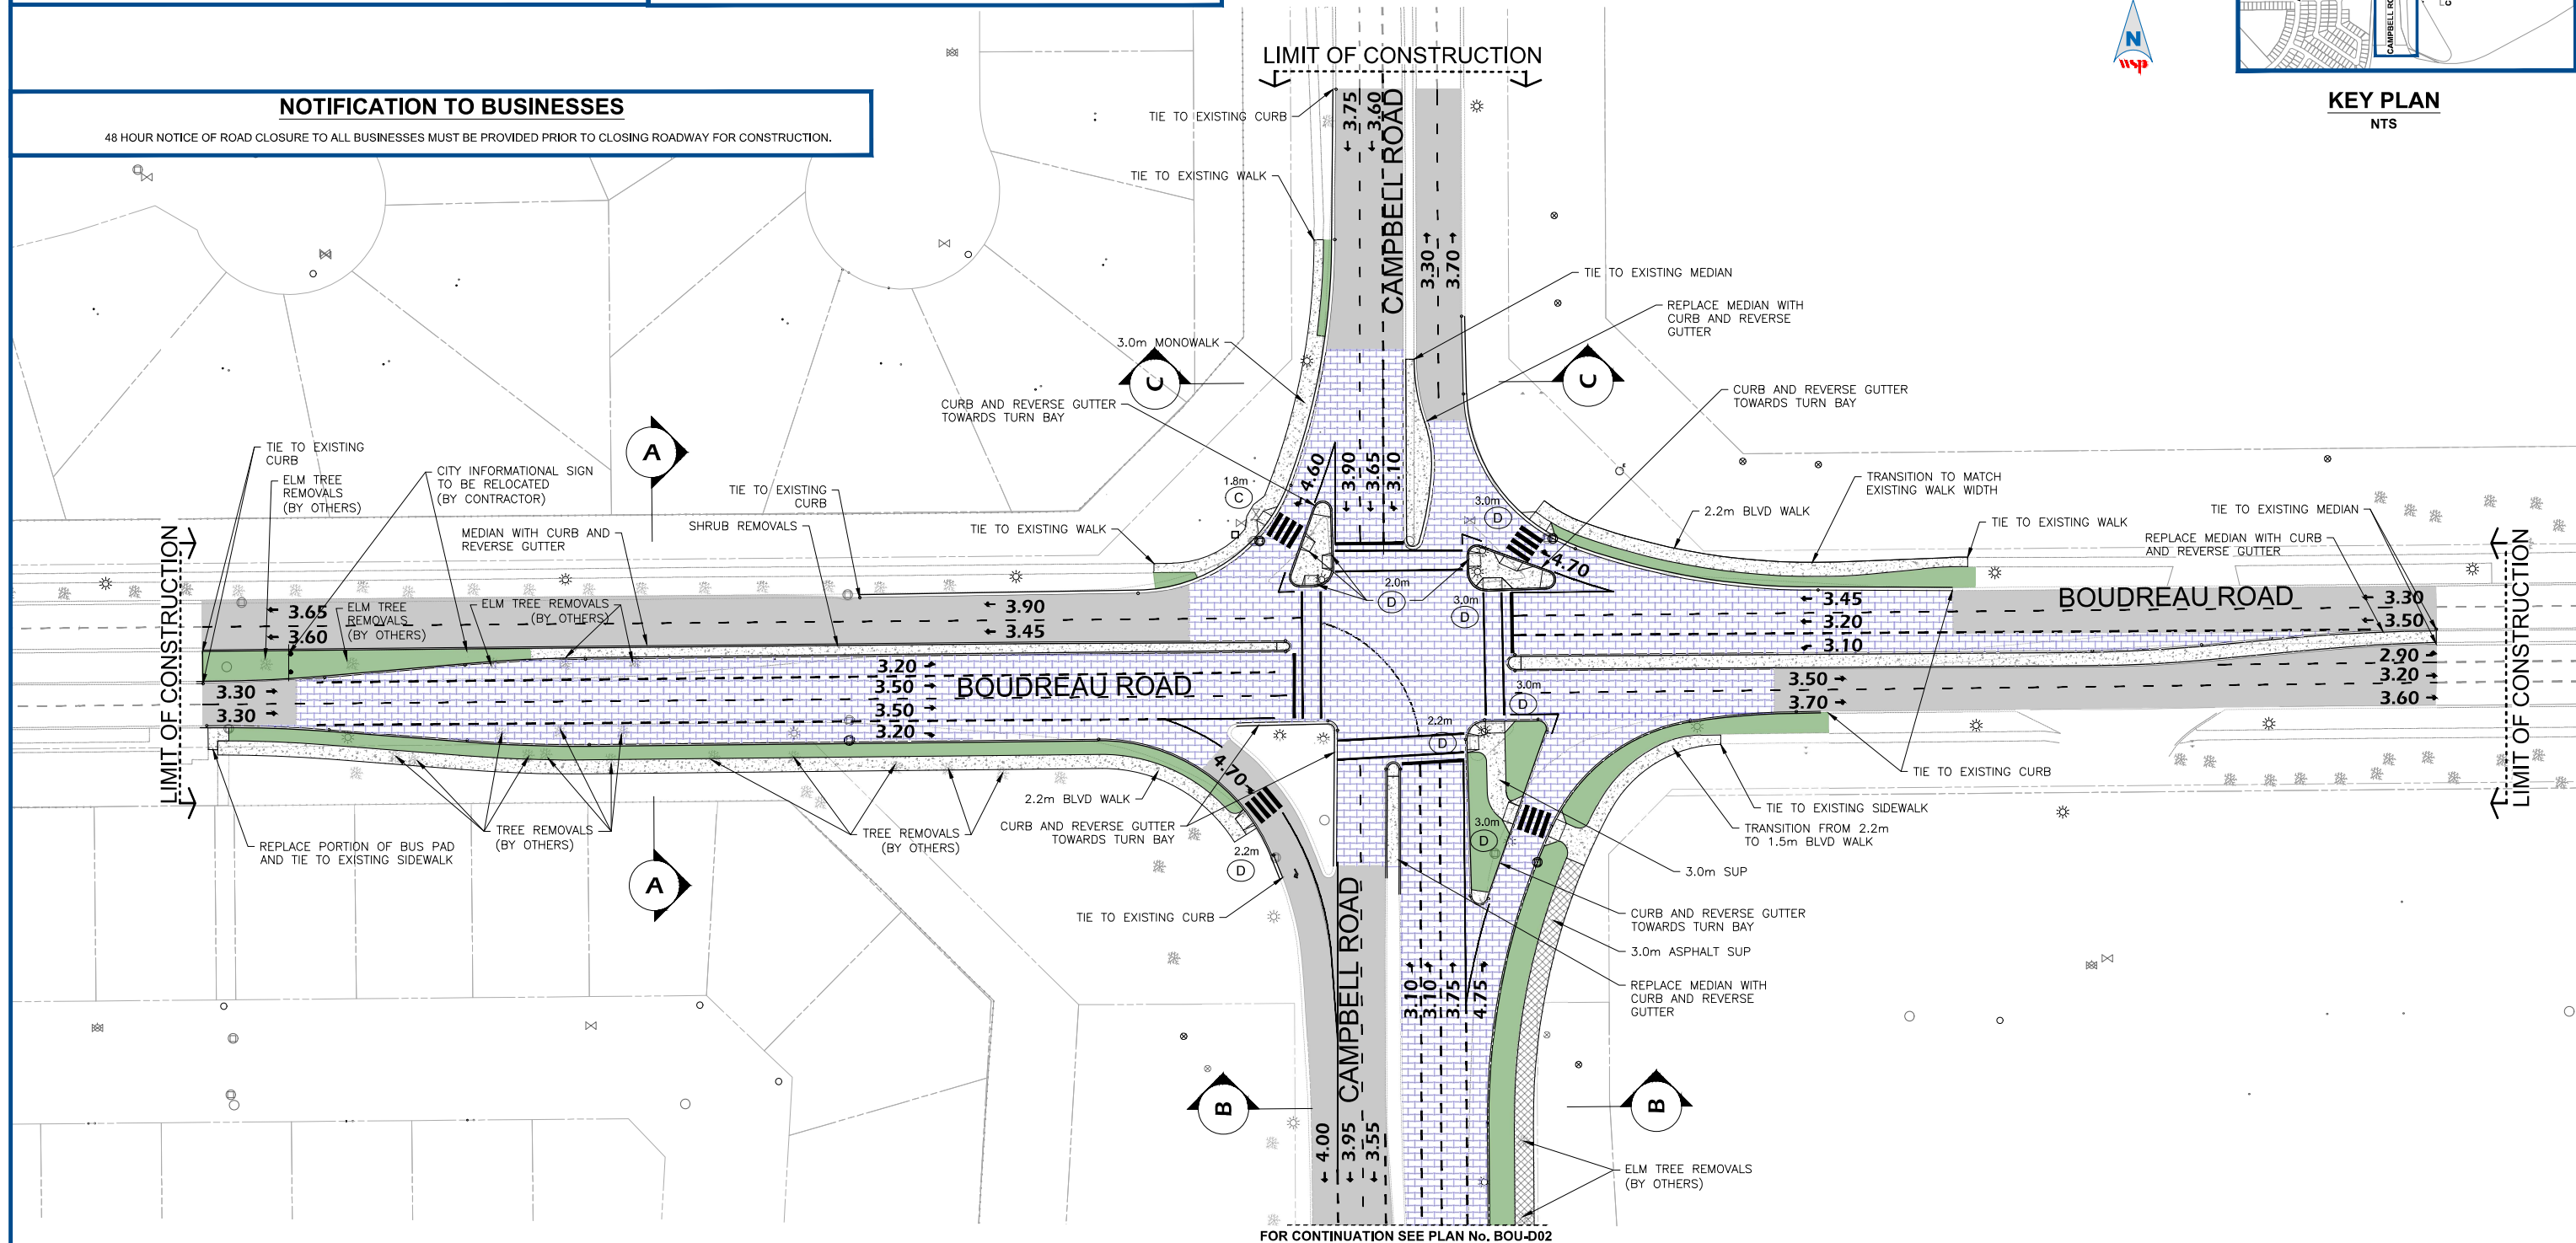 LIMIT OF CONSTRUCTION
N
wsp
CAMPBELL RO
KEY PLAN
NTS
NOTIFICATION TO BUSINESSES
48 HOUR NOTICE OF ROAD CLOSURE TO ALL BUSINESSES MUST BE PROVIDED PRIOR TO CLOSING ROADWAY FOR CONSTRUCTION.
TIE TO EXISTING CURB
3.75
3.60
CAMPBELL ROAD
TIE TO EXISTING WALK
3.30
3.70
TIE TO EXISTING MEDIAN
REPLACE MEDIAN WITH
CURB AND REVERSE
GUTTER
3.0m MONOWALK
C
C
CURB AND REVERSE GUTTER
TOWARDS TURN BAY
CURB AND REVERSE GUTTER
TOWARDS TURN BAY
A
TIE TO EXISTING
CURB
ELM TREE
REMOVALS
(BY OTHERS)
CITY INFORMATIONAL SIGN
TO BE RELOCATED
(BY CONTRACTOR)
MEDIAN WITH CURB AND
REVERSE GUTTER
TIE TO EXISTING
CURB
SHRUB REMOVALS
TIE TO EXISTING WALK
1.8m
C
4.60
3.90
3.65
3.10
3.0m
D
4.70
2.0m
D
3.0m
D
2.2m BLVD WALK
TRANSITION TO MATCH
EXISTING WALK WIDTH
TIE TO EXISTING WALK
TIE TO EXISTING MEDIAN
REPLACE MEDIAN WITH CURB
AND REVERSE GUTTER
LIMIT OF CONSTRUCTION
LIMIT OF CONSTRUCTION
3.65
3.60
ELM TREE
REMOVALS
(BY OTHERS)
ELM TREE REMOVALS
(BY OTHERS)
3.90
3.45
3.45
3.20
3.10
BOUDREAU ROAD
3.30
3.50
3.30
3.30
3.20
3.50
3.50
3.20
BOUDREAU ROAD
3.0m
D
2.2m
D
3.50
3.70
2.90
3.20
3.60
4.70
REPLACE PORTION OF BUS PAD
AND TIE TO EXISTING SIDEWALK
TREE REMOVALS
(BY OTHERS)
TREE REMOVALS
(BY OTHERS)
2.2m BLVD WALK
CURB AND REVERSE GUTTER
TOWARDS TURN BAY
2.2m
D
3.0m
D
TIE TO EXISTING CURB
TIE TO EXISTING SIDEWALK
TRANSITION FROM 2.2m
TO 1.5m BLVD WALK
A
TIE TO EXISTING CURB
3.0m SUP
CURB AND REVERSE GUTTER
TOWARDS TURN BAY
3.0m ASPHALT SUP
REPLACE MEDIAN WITH
CURB AND REVERSE
GUTTER
CAMPBELL ROAD
3.10
3.10
3.75
4.75
B
B
4.00
3.95
3.55
ELM TREE REMOVALS
(BY OTHERS)
FOR CONTINUATION SEE PLAN No. BOU-D02